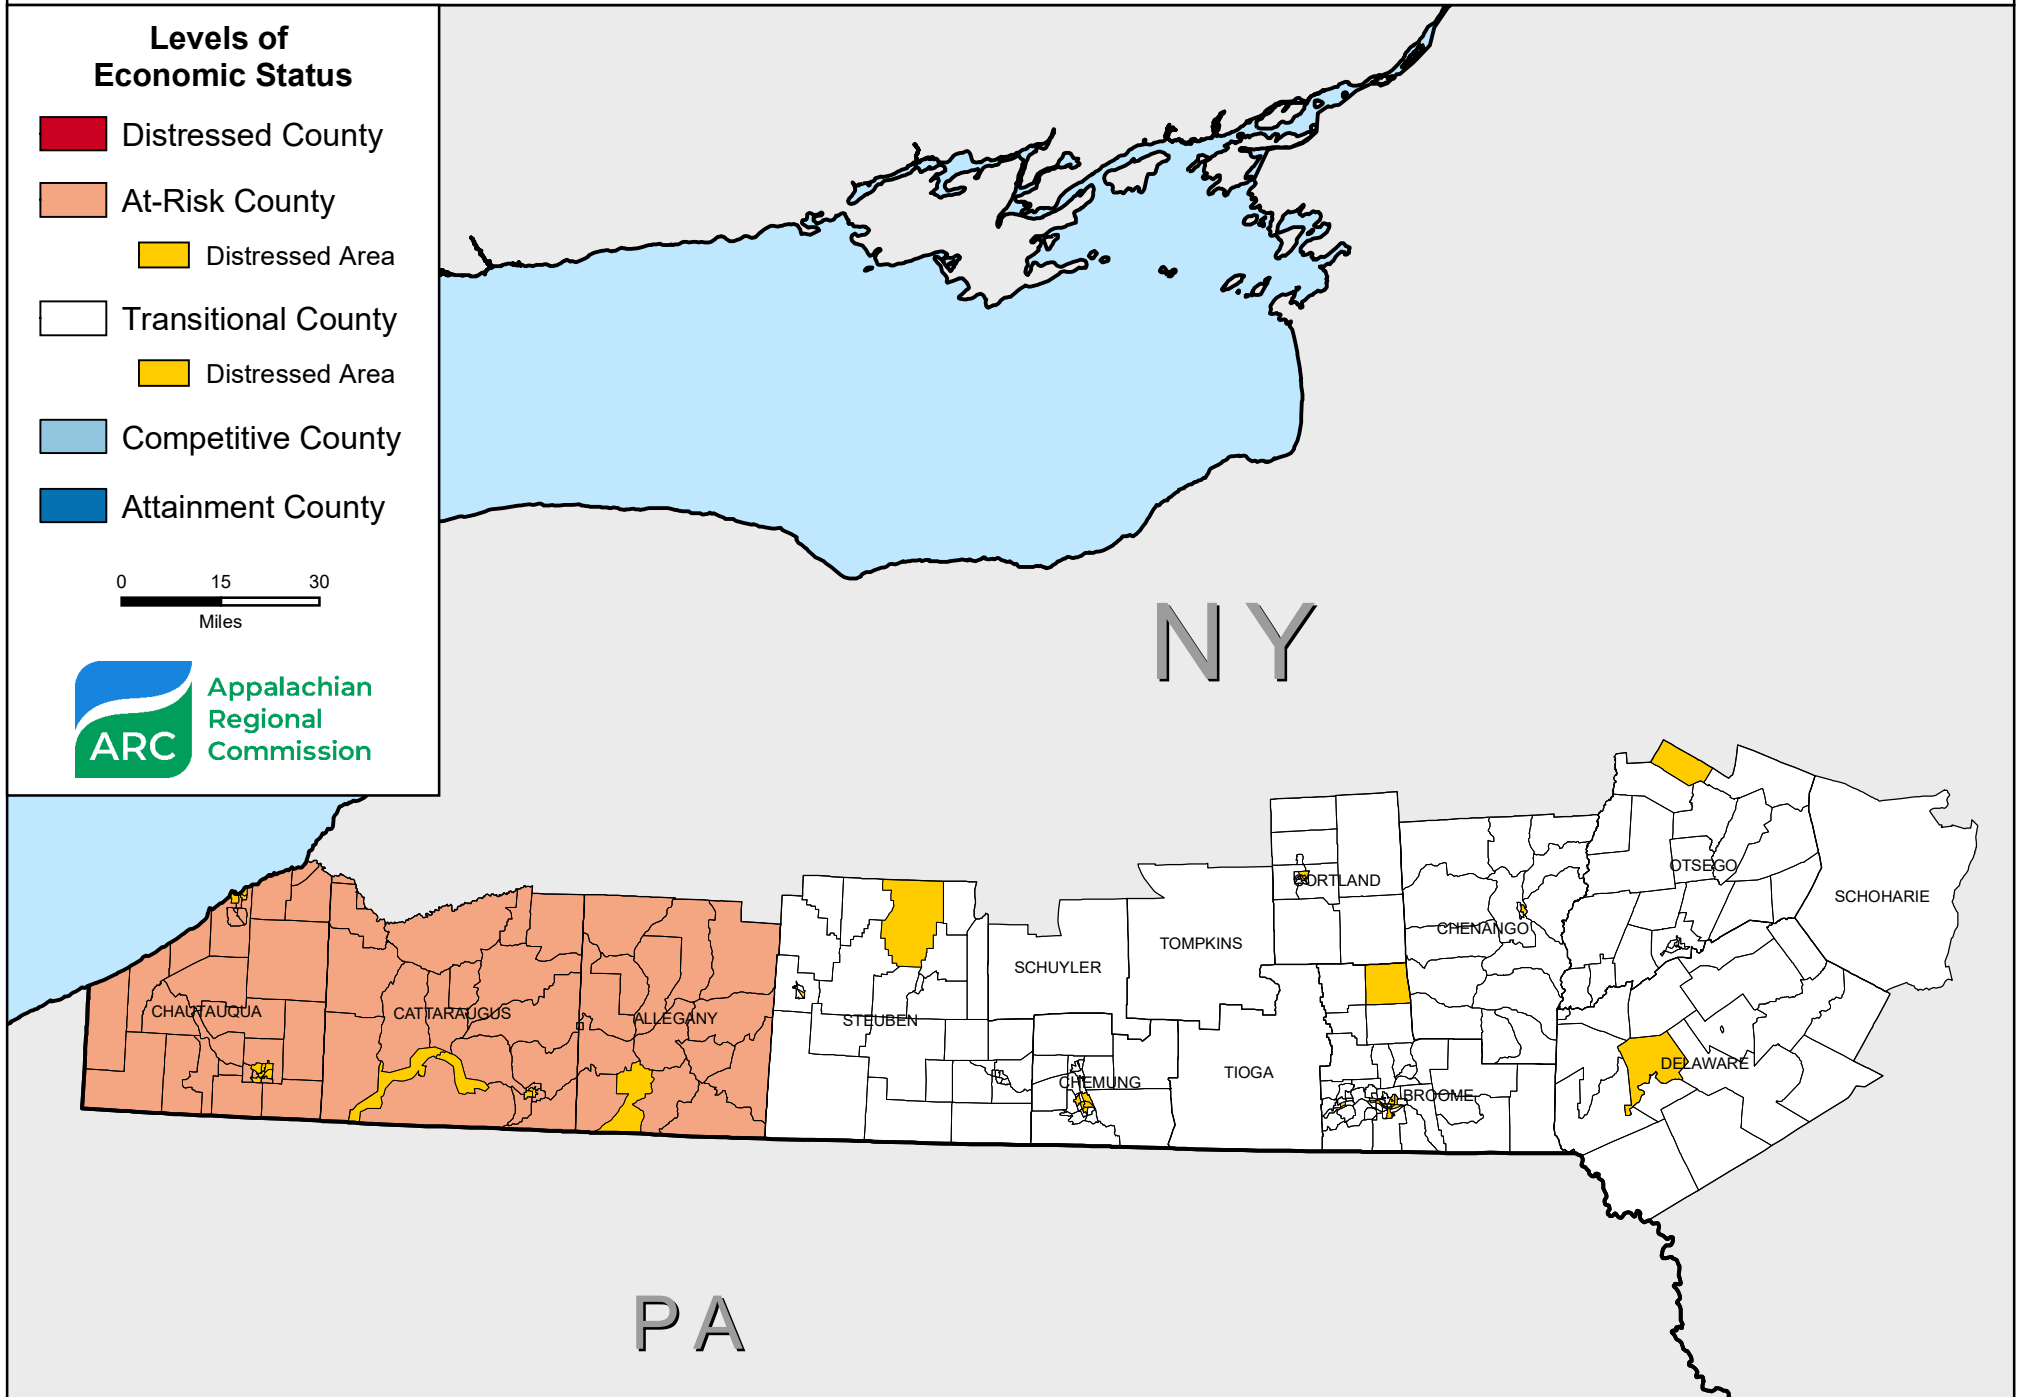 Levels of
Economic Status
Distressed County
At-Risk County
Distressed Area
Transitional County
Distressed Area
Competitive County
Attainment County
0 15 30
Miles
ARC
Appalachian
Regional
Commission
NY
OTSEGO
CORTLAND
SCHOHARIE
CHENANGO
TOMPKINS
SCHUYLER
CHAUTAUQUA
CATTARAUGUS
ALLEGANY
STEUBEN
DELAWARE
TIOGA
CHEMUNG
BROOME
PA